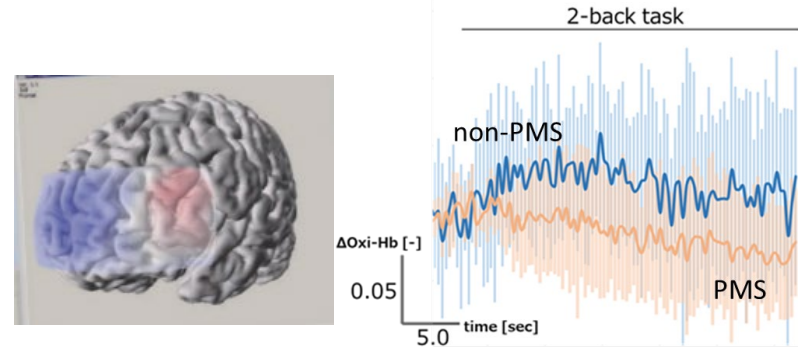 2-back task
non-PMS
ΔOxi-Hb [-]
0.05
PMS
time [sec]
5.0